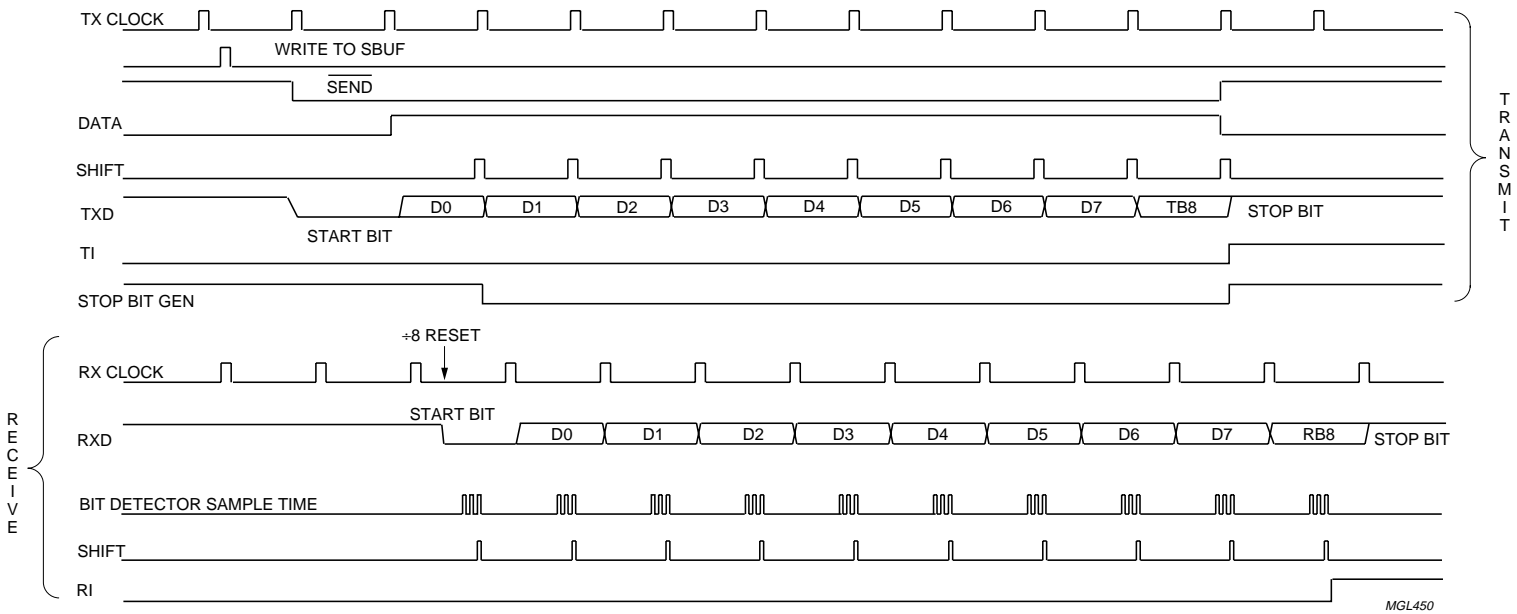 TX CLOCK
WRITE TO SBUF
SEND
DATA
SHIFT
TXD
START BIT
D0 D1 D2 D3 D4 D5 D6 D7 TB8
STOP BIT
TI
STOP BIT GEN
TRANSMIT
÷8 RESET
RX CLOCK
START BIT
RXD
D0 D1 D2 D3 D4 D5 D6 D7 RB8
STOP BIT
BIT DETECTOR SAMPLE TIME
SHIFT
RI
RECEIVE
MGL450